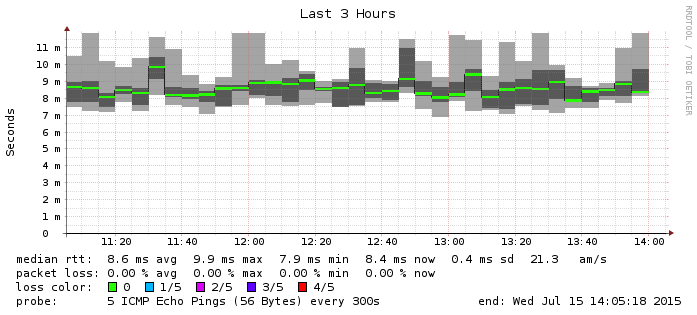 Last 3 Hours
RRDTOOL / TOBI OETIKER
Seconds
11 m
10 m
9 m
8 m
7 m
6 m
5 m
4 m
3 m
2 m
1 m
0
11:20 11:40 12:00 12:20 12:40 13:00 13:20 13:40 14:00
median rtt: 8.6 ms avg 9.9 ms max 7.9 ms min 8.4 ms now 0.4 ms sd 21.3 am/s
packet loss: 0.00 % avg 0.00 % max 0.00 % min 0.00 % now
loss color: 0 1/5 2/5 3/5 4/5
probe: 5 ICMP Echo Pings (56 Bytes) every 300s end: Wed Jul 15 14:05:18 2015